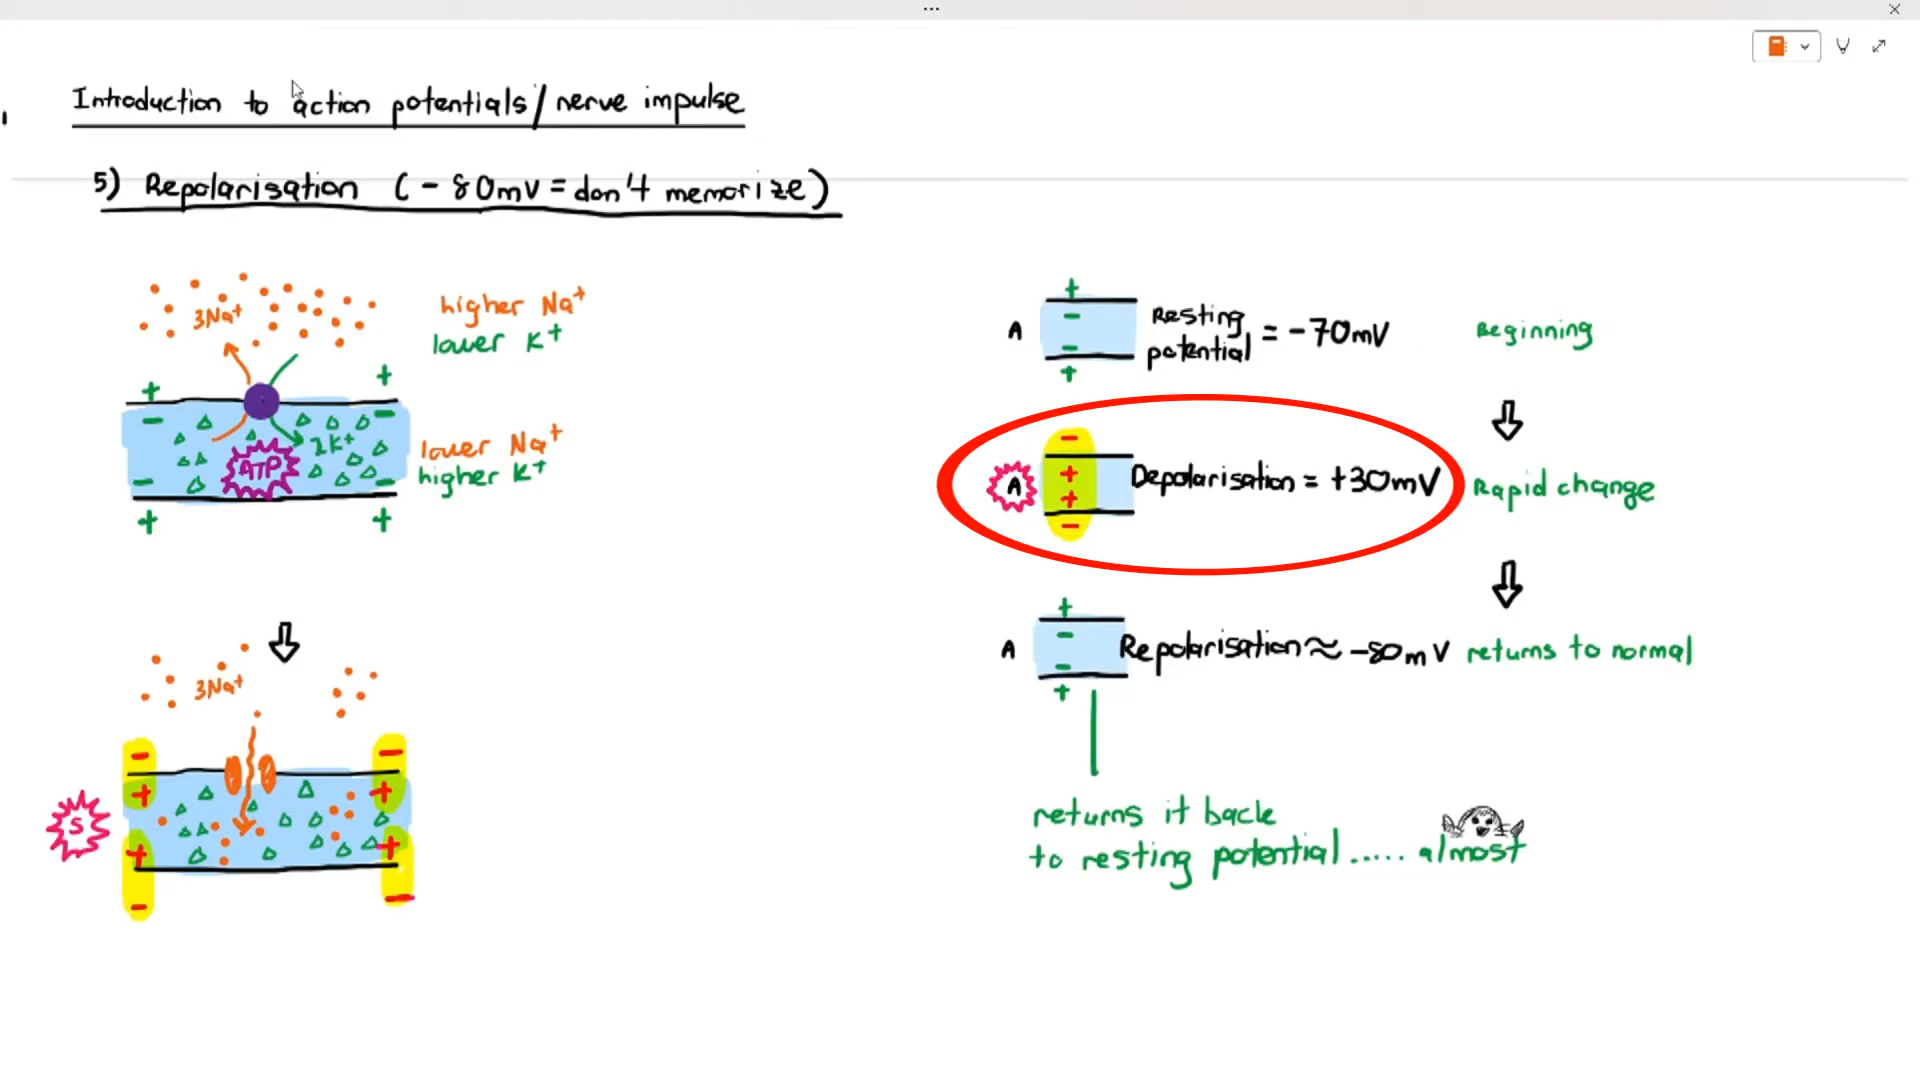 Introduction to action potentials/nerve impulse
5) Repolarisation (-80mV = don't memorize)
3Na+
higher Na+
lower K+
+ +
- -
2K+
ATP
lower Na+
higher K+
- -
+ +
3Na+
- -
+ +
S
+ +
- -
+
A - Resting potential = -70mV Beginning
-
+
-
A + Depolarisation = +30mV Rapid change
+
-
+
A - Repolarisation ≈ -80mV returns to normal
-
+
returns it back
to resting potential ..... almost